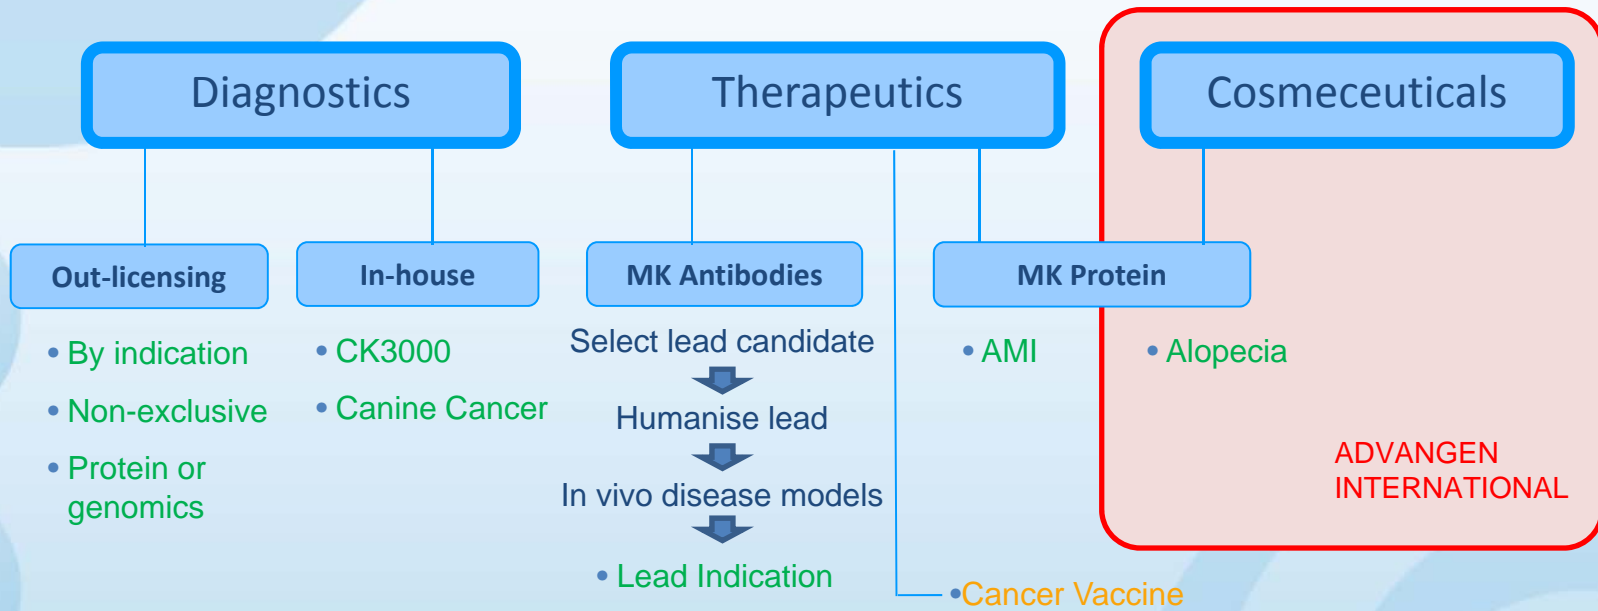 Diagnostics
Therapeutics
Cosmeceuticals
Out-licensing
In-house
MK Antibodies
MK Protein
• By indication
• Non-exclusive
• Protein or
genomics
• CK3000
• Canine Cancer
Select lead candidate
Humanise lead
In vivo disease models
• Lead Indication
• AMI
• Alopecia
ADVANGEN
INTERNATIONAL
•Cancer Vaccine